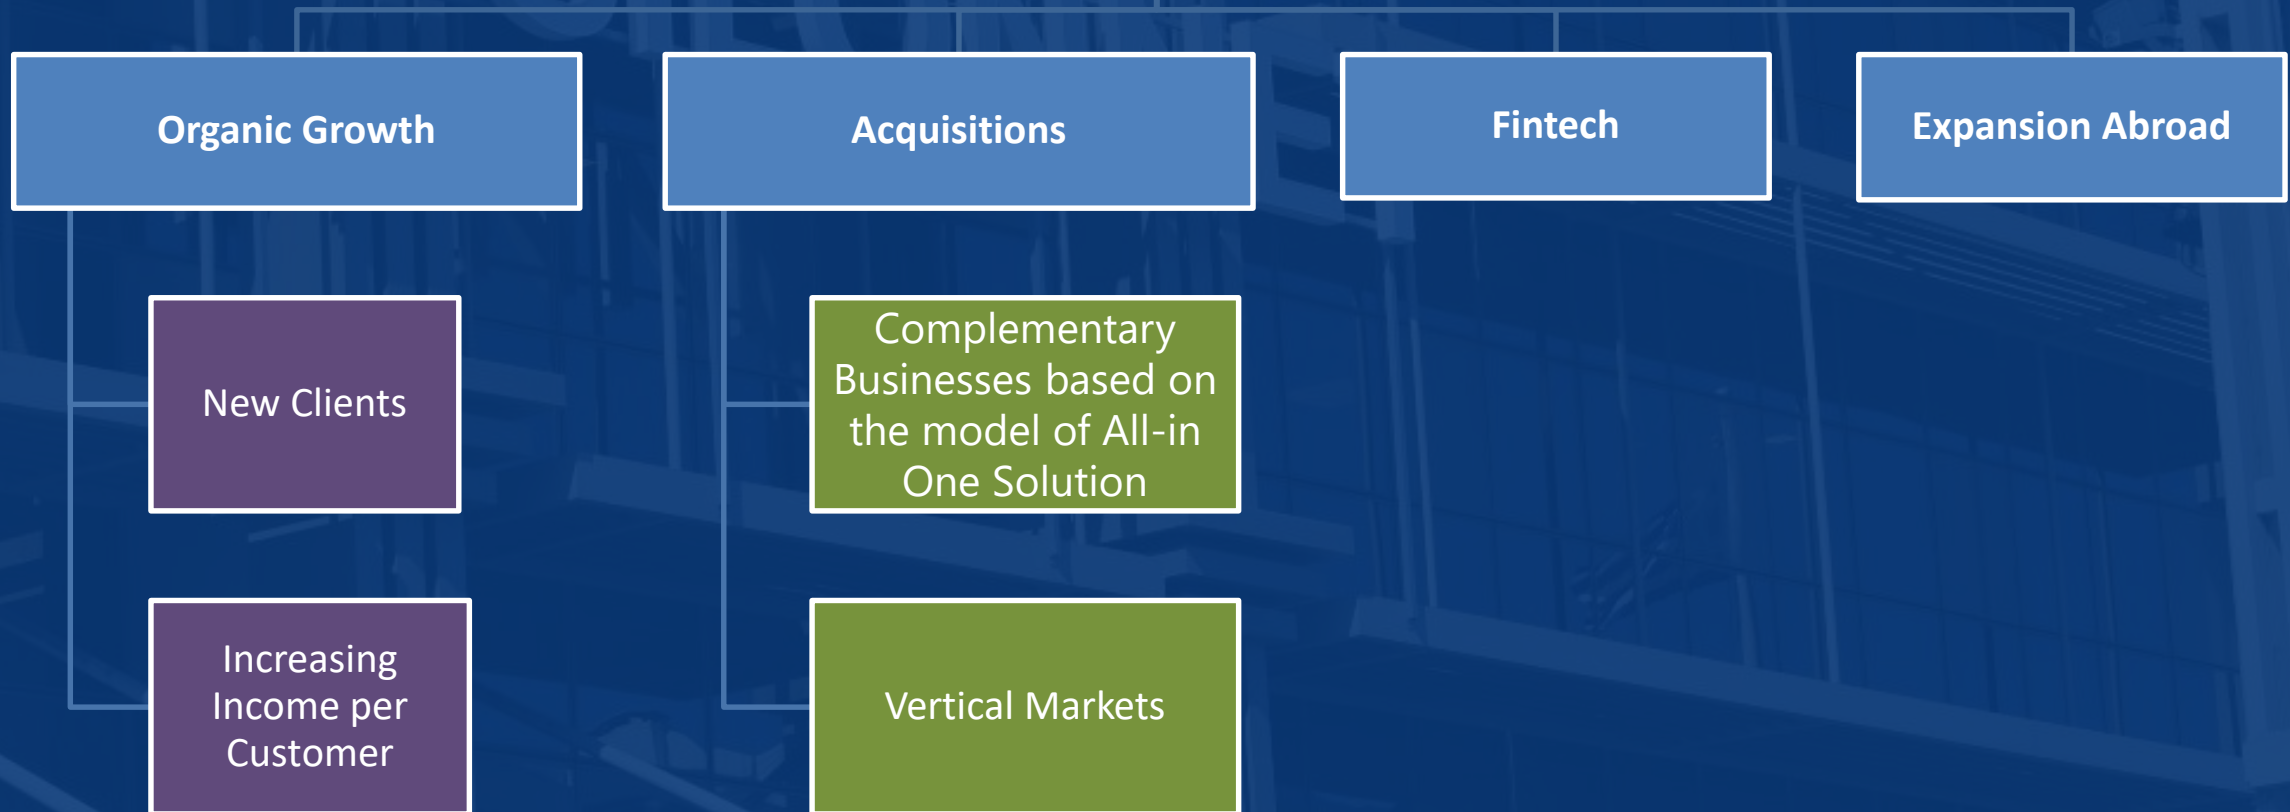 Organic Growth
Acquisitions
Fintech
Expansion Abroad
New Clients
Complementary
Businesses based on
the model of All-in
One Solution
Increasing
Income per
Customer
Vertical Markets